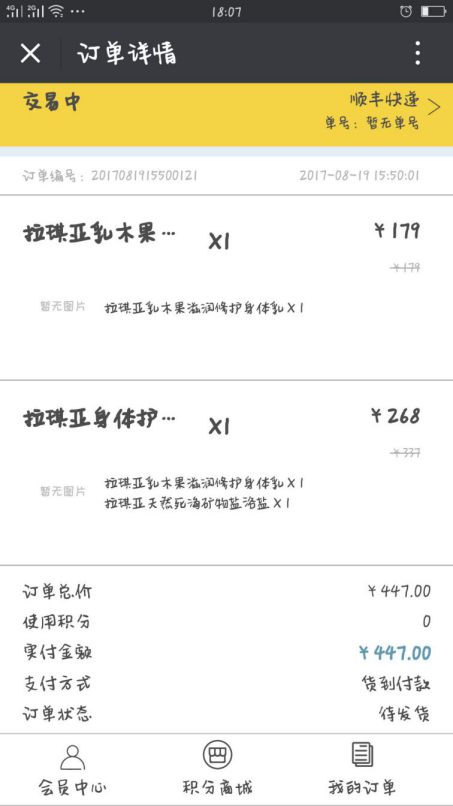 4G 2G 18:07
订单详情
交易中 顺丰快递
单号：暂无单号
订单编号：2017081915500121 2017-08-19 15:50:01
拉琪亚乳木果… X1 ￥179
￥179
暂无图片 拉琪亚乳木果滋润修护身体乳X1
拉琪亚身体护… X1 ￥268
￥337
暂无图片 拉琪亚乳木果滋润修护身体乳X1
拉琪亚天然死海矿物盐浴盐X1
订单总价 ￥447.00
使用积分 0
实付金额 ￥447.00
支付方式 货到付款
订单状态 待发货
会员中心 积分商城 我的订单